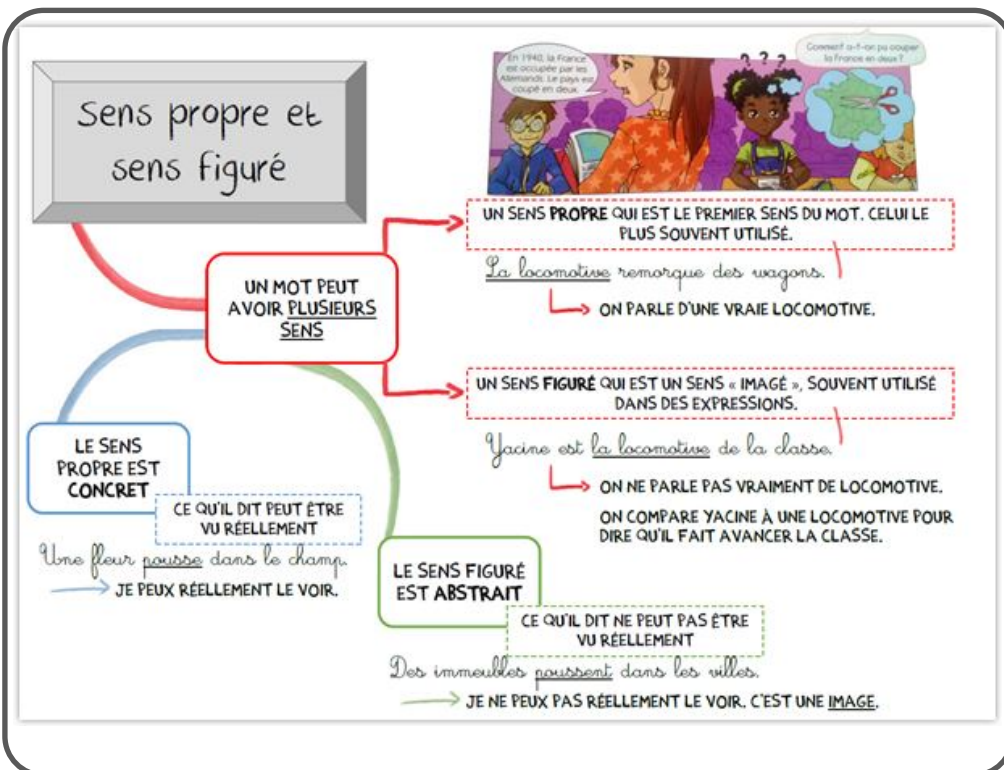 Sens propre et
sens figuré
En 1940, la France
est occupée par les
Allemands. Le pays est
coupé en deux.
? ? ?
Comment a-t-on pu couper
la France en deux ?
UN MOT PEUT
AVOIR PLUSIEURS
SENS
UN SENS PROPRE QUI EST LE PREMIER SENS DU MOT. CELUI LE
PLUS SOUVENT UTILISÉ.
La locomotive remorque des wagons.
ON PARLE D'UNE VRAIE LOCOMOTIVE.
UN SENS FIGURÉ QUI EST UN SENS « IMAGÉ », SOUVENT UTILISÉ
DANS DES EXPRESSIONS.
Yacine est la locomotive de la classe.
ON NE PARLE PAS VRAIMENT DE LOCOMOTIVE.
ON COMPARE YACINE À UNE LOCOMOTIVE POUR
DIRE QU'IL FAIT AVANCER LA CLASSE.
LE SENS
PROPRE EST
CONCRET
CE QU'IL DIT PEUT ÊTRE
VU RÉELLEMENT
Une fleur pousse dans le champ.
JE PEUX RÉELLEMENT LE VOIR.
LE SENS FIGURÉ
EST ABSTRAIT
CE QU'IL DIT NE PEUT PAS ÊTRE
VU RÉELLEMENT
Des immeubles poussent dans les villes.
JE NE PEUX PAS RÉELLEMENT LE VOIR. C'EST UNE IMAGE.